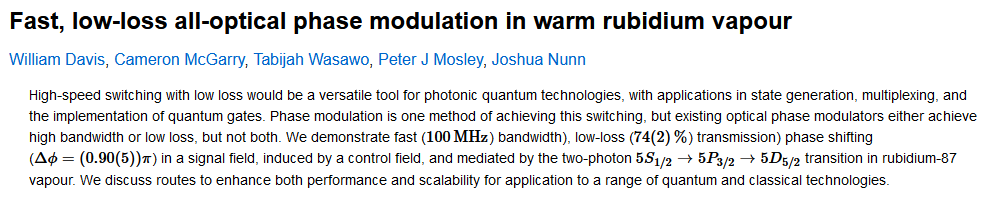 Fast, low-loss all-optical phase modulation in warm rubidium vapour
William Davis, Cameron McGarry, Tabijah Wasawo, Peter J Mosley, Joshua Nunn
High-speed switching with low loss would be a versatile tool for photonic quantum technologies, with applications in state generation, multiplexing, and
the implementation of quantum gates. Phase modulation is one method of achieving this switching, but existing optical phase modulators either achieve
high bandwidth or low loss, but not both. We demonstrate fast (100 MHz) bandwidth), low-loss (74(2) %) transmission) phase shifting
(Δϕ = (0.90(5))π) in a signal field, induced by a control field, and mediated by the two-photon 5S₁/₂ → 5P₃/₂ → 5D₅/₂ transition in rubidium-87
vapour. We discuss routes to enhance both performance and scalability for application to a range of quantum and classical technologies.